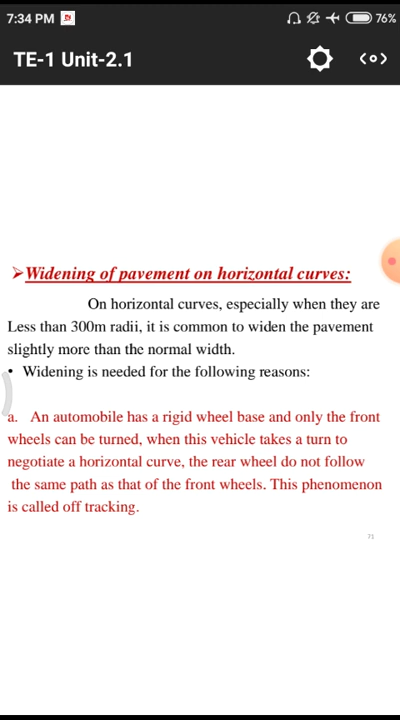 7:34 PM 76%
TE-1 Unit-2.1
➢Widening of pavement on horizontal curves:
On horizontal curves, especially when they are
Less than 300m radii, it is common to widen the pavement
slightly more than the normal width.
• Widening is needed for the following reasons:
a. An automobile has a rigid wheel base and only the front
wheels can be turned, when this vehicle takes a turn to
negotiate a horizontal curve, the rear wheel do not follow
the same path as that of the front wheels. This phenomenon
is called off tracking.
73